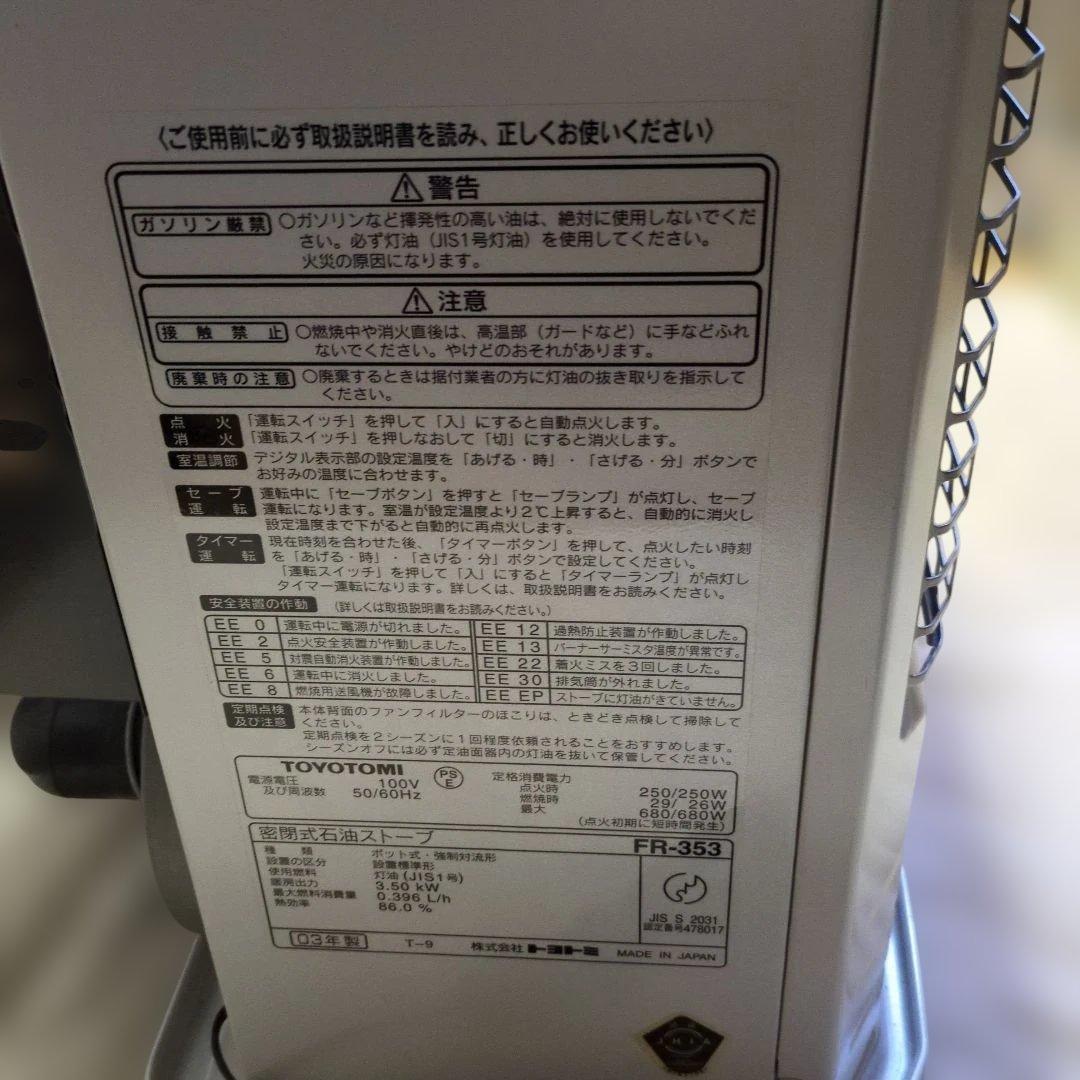 〈ご使用前に必ず取扱説明書を読み、正しくお使いください〉
警告
ガソリン厳禁 ○ガソリンなど揮発性の高い油は、絶対に使用しないでくだ
さい。必ず灯油（JIS1号灯油）を使用してください。
火災の原因になります。
注意
接触禁止 ○燃焼中や消火直後は、高温部（ガードなど）に手などふれ
ないでください。やけどのおそれがあります。
廃棄時の注意 ○廃棄するときは据付業者の方に灯油の抜き取りを指示して
ください。
点火 「運転スイッチ」を押して「入」にすると自動点火します。
消火 「運転スイッチ」を押しなおして「切」にすると消火します。
室温調節 デジタル表示部の設定温度を「あげる・時」・「さげる・分」ボタンで
お好みの温度に合わせます。
セーブ 運転中に「セーブボタン」を押すと「セーブランプ」が点灯し、セーブ
運転 運転になります。室温が設定温度より2℃上昇すると、自動的に消火し
設定温度まで下がると自動的に再点火します。
タイマー 現在時刻を合わせた後、「タイマーボタン」を押して、点火したい時刻
運転 を「あげる・時」・「さげる・分」ボタンで設定してください。
「運転スイッチ」を押して「入」にすると「タイマーランプ」が点灯し
タイマー運転になります。詳しくは、取扱説明書をお読みください。
安全装置の作動 （詳しくは取扱説明書をお読みください。）
EE 0 運転中に電源が切れました。 EE 12 過熱防止装置が作動しました。
EE 2 点火安全装置が作動しました。 EE 13 バーナーサーミスタ温度が異常です。
EE 5 対震自動消火装置が作動しました。 EE 22 着火ミスを3回しました。
EE 6 運転中に消火しました。 EE 30 排気筒が外れました。
EE 8 燃焼用送風機が故障しました。 EE EP ストーブに灯油がきていません。
定期点検 本体背面のファンフィルターのほこりは、ときどき点検して掃除して
及び注意 ください。
定期点検を2シーズンに1回程度依頼されることをおすすめします。
シーズンオフには必ず定油面器内の灯油を抜いて保管してください。
TOYOTOMI PSE
電源電圧 100V
及び周波数 50/60Hz
定格消費電力
点火時 250/250W
燃焼時 29/ 26W
最大 680/680W
（点火初期に短時間発生）
密閉式石油ストーブ FR-353
種類 ポット式・強制対流形
設置の区分 設置標準形
使用燃料 灯油(JIS1号)
暖房出力 3.50 kW
最大燃料消費量 0.396 L/h
熱効率 86.0 %
JIS S 2031
認定番号478017
03年製 T-9 株式会社 トヨトミ MADE IN JAPAN
JHIA